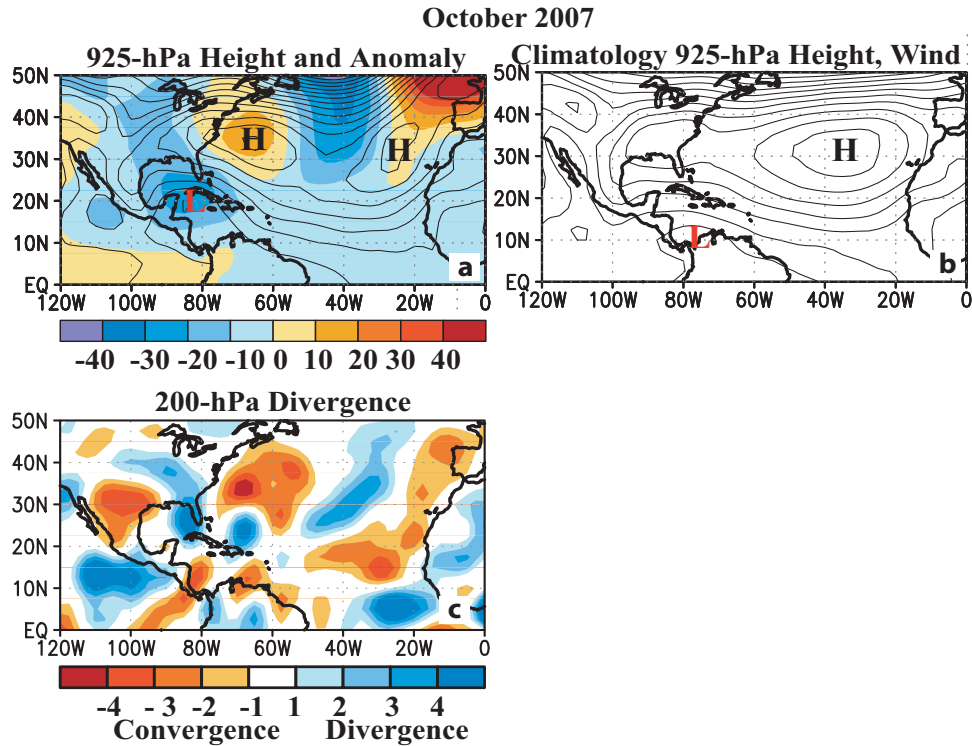 October 2007
925-hPa Height and Anomaly
50N
40N
30N
20N
10N
EQ
H
H
L
a
120W 100W 80W 60W 40W 20W 0
-40 -30 -20 -10 0 10 20 30 40
Climatology 925-hPa Height, Wind
50N
40N
30N
20N
10N
EQ
H
L
b
120W 100W 80W 60W 40W 20W 0
200-hPa Divergence
50N
40N
30N
20N
10N
EQ
c
120W 100W 80W 60W 40W 20W 0
-4 - 3 -2 -1 1 2 3 4
Convergence Divergence